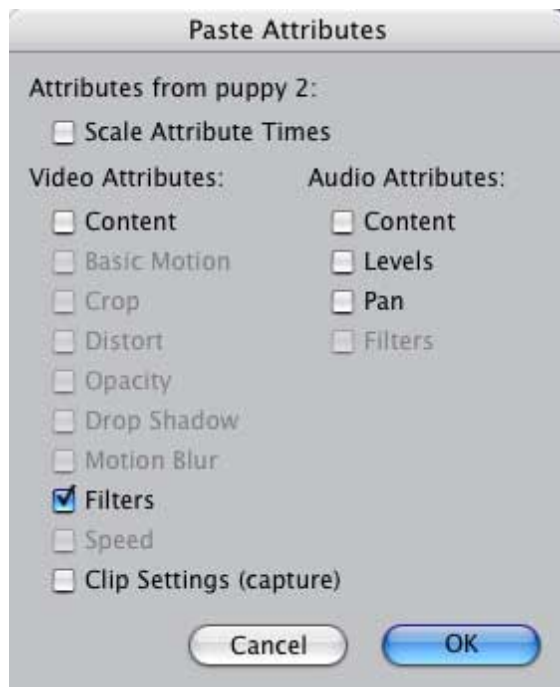 Paste Attributes
Attributes from puppy 2:
Scale Attribute Times
Video Attributes:
Content
Basic Motion
Crop
Distort
Opacity
Drop Shadow
Motion Blur
Filters
Speed
Clip Settings (capture)
Audio Attributes:
Content
Levels
Pan
Filters
Cancel
OK